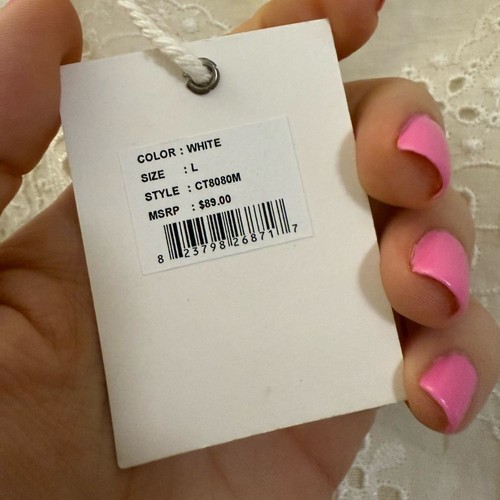 COLOR : WHITE
SIZE : L
STYLE : CT8080M
MSRP : $89.00
8 23798 26871 7